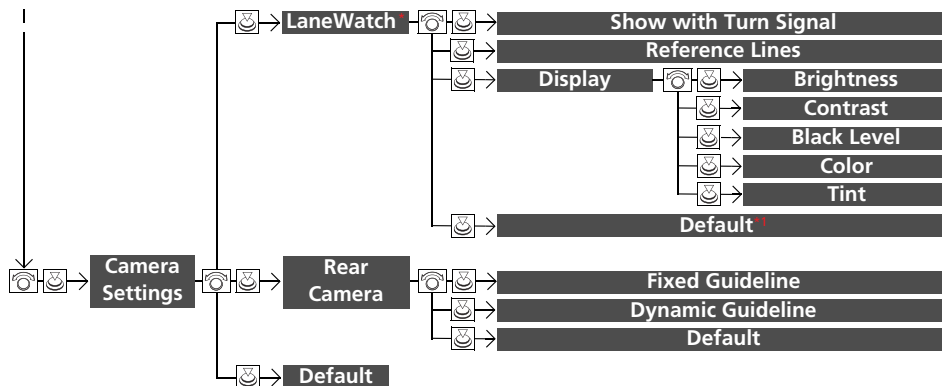 LaneWatch*
Show with Turn Signal
Reference Lines
Display
Brightness
Contrast
Black Level
Color
Tint
Default*1
Camera
Settings
Rear
Camera
Fixed Guideline
Dynamic Guideline
Default
Default